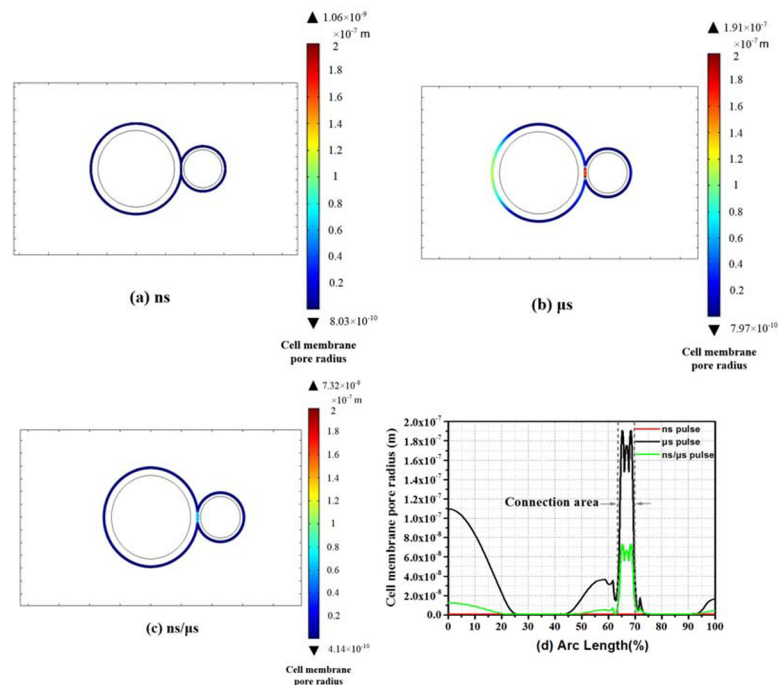 1.06×10⁻⁹
×10⁻⁷ m
2
1.8
1.6
1.4
1.2
1
0.8
0.6
0.4
0.2
8.03×10⁻¹⁰
Cell membrane
pore radius
(a) ns
1.91×10⁻⁷
×10⁻⁷ m
2
1.8
1.6
1.4
1.2
1
0.8
0.6
0.4
0.2
7.97×10⁻¹⁰
Cell membrane
pore radius
(b) μs
7.32×10⁻⁸
×10⁻⁷ m
2
1.8
1.6
1.4
1.2
1
0.8
0.6
0.4
0.2
4.14×10⁻¹⁰
Cell membrane
pore radius
(c) ns/μs
Cell membrane pore radius (m)
2.0x10⁻⁷
1.8x10⁻⁷
1.6x10⁻⁷
1.4x10⁻⁷
1.2x10⁻⁷
1.0x10⁻⁷
8.0x10⁻⁸
6.0x10⁻⁸
4.0x10⁻⁸
2.0x10⁻⁸
0.0
ns pulse
μs pulse
ns/μs pulse
Connection area
0 10 20 30 40 50 60 70 80 90 100
(d) Arc Length(%)